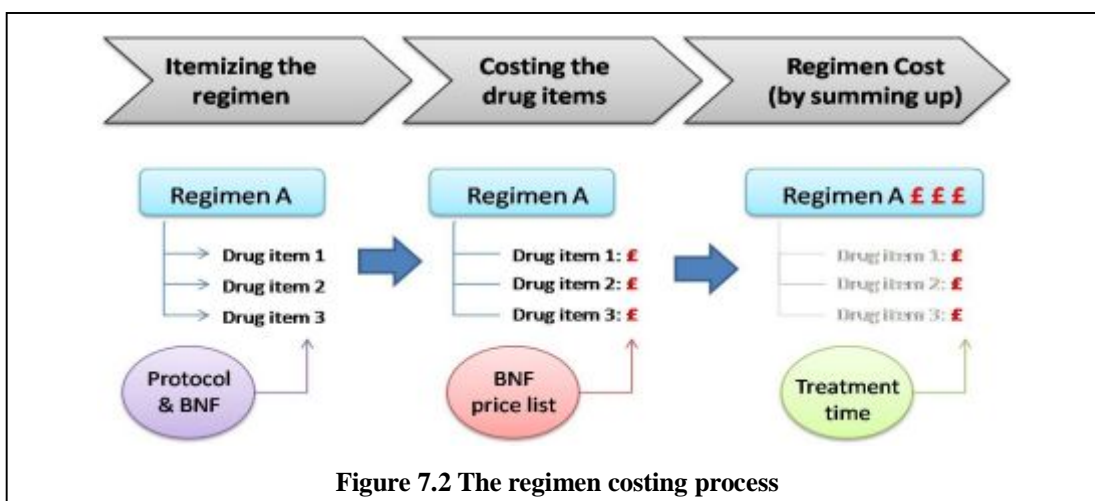 Itemizing the
regimen
Costing the
drug items
Regimen Cost
(by summing up)
Regimen A
Drug item 1
Drug item 2
Drug item 3
Protocol
& BNF
Regimen A
Drug item 1: £
Drug item 2: £
Drug item 3: £
BNF
price list
Regimen A £ £ £
Drug item 1: £
Drug item 2: £
Drug item 3: £
Treatment
time
Figure 7.2 The regimen costing process